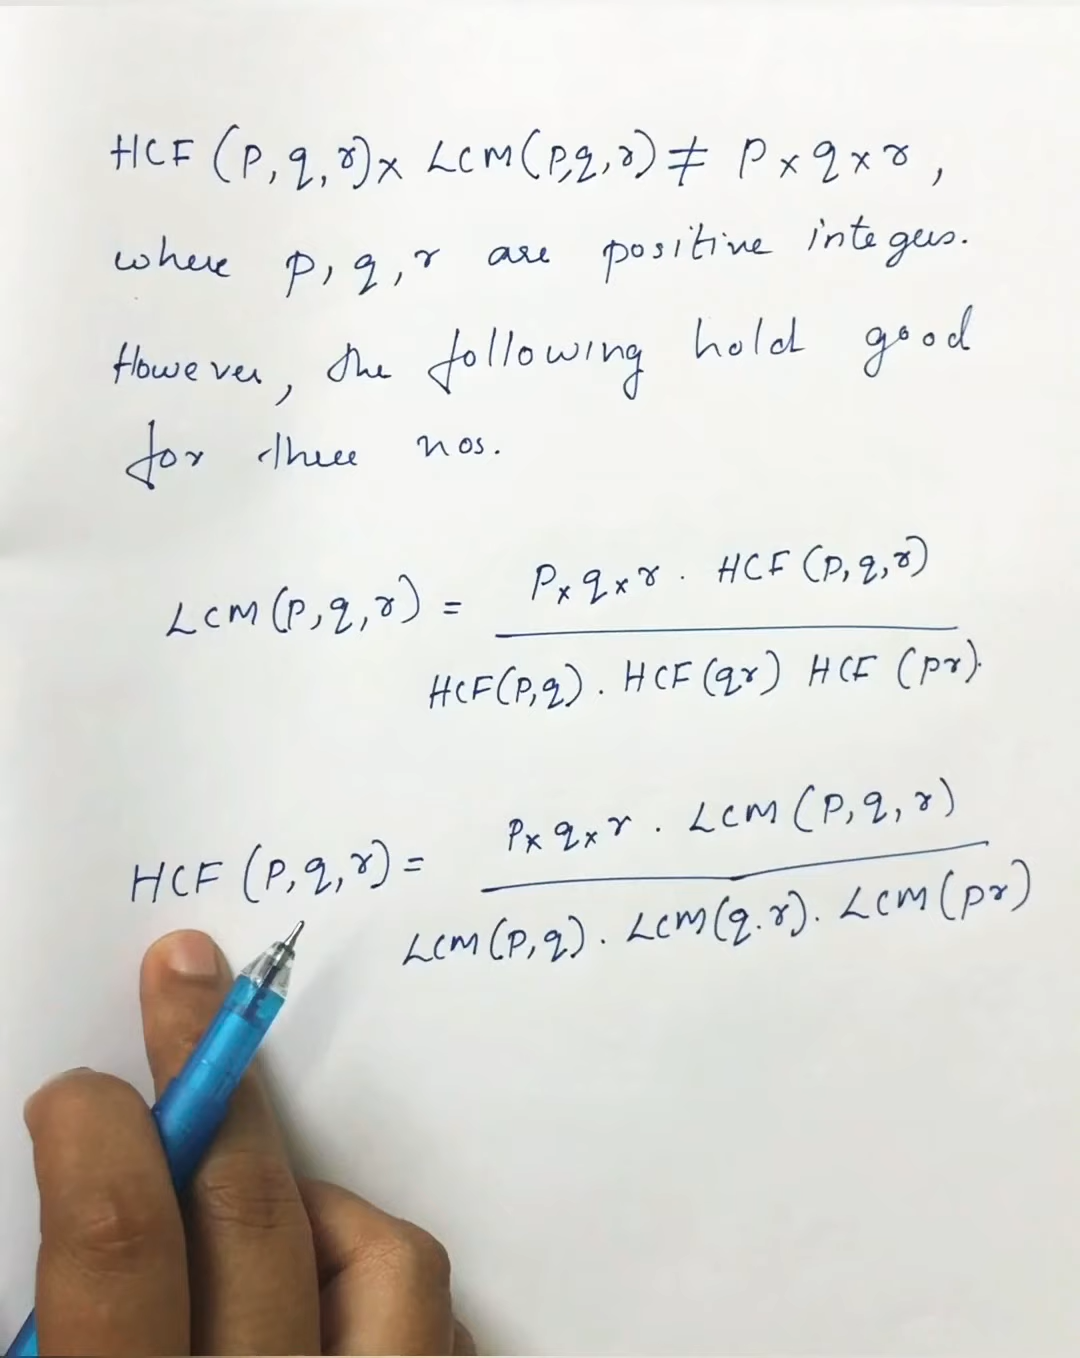 HCF (p, q, r) x LCM (p, q, r) ≠ p x q x r ,
where p, q, r are positive integers.
However, the following hold good
for three nos.
LCM (p, q, r) = p x q x r . HCF (p, q, r)
HCF (p, q) . HCF (qr) HCF (pr).
HCF (p, q, r) = p x q x r . LCM (p, q, r)
LCM (p, q) . LCM (q.r). LCM (pr)